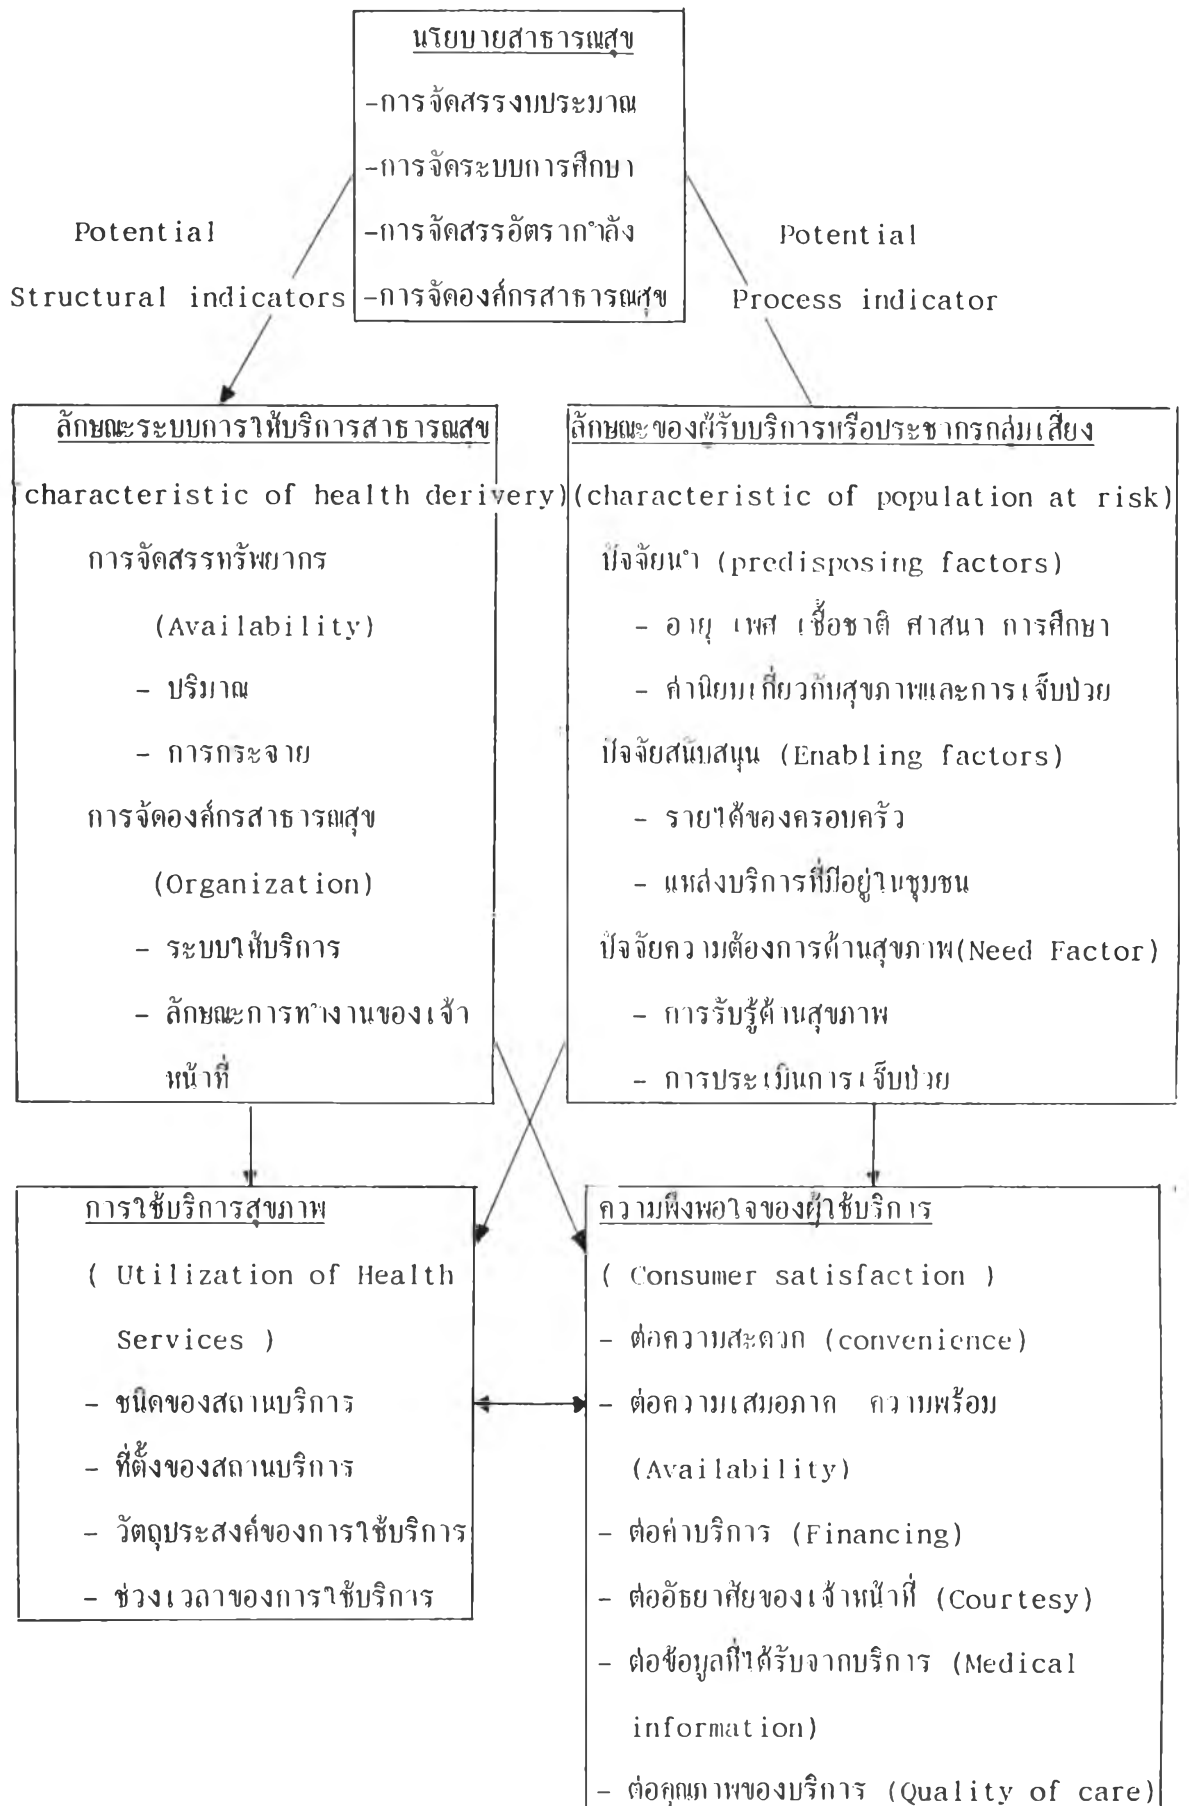 นโยบายสาธารณสุข
-การจัดสรรงบประมาณ
-การจัดระบบการศึกษา
-การจัดสรรอัตรากำลัง
-การจัดองค์กรสาธารณสุข
Potential
Structural indicators
Potential
Process indicator
ลักษณะระบบการให้บริการสาธารณสุข
(characteristic of health derivery)
การจัดสรรทรัพยากร
(Availability)
- ปริมาณ
- การกระจาย
การจัดองค์กรสาธารณสุข
(Organization)
- ระบบให้บริการ
- ลักษณะการทำงานของเจ้า
หน้าที่
ลักษณะของผู้รับบริการหรือประชากรกลุ่มเสี่ยง
(characteristic of population at risk)
ปัจจัยนำ (predisposing factors)
- อายุ เพศ เชื้อชาติ ศาสนา การศึกษา
- ค่านิยมเกี่ยวกับสุขภาพและการเจ็บป่วย
ปัจจัยสนับสนุน (Enabling factors)
- รายได้ของครอบครัว
- แหล่งบริการที่มีอยู่ในชุมชน
ปัจจัยความต้องการด้านสุขภาพ(Need Factor)
- การรับรู้ด้านสุขภาพ
- การประเมินการเจ็บป่วย
การใช้บริการสุขภาพ
( Utilization of Health
Services )
- ชนิดของสถานบริการ
- ที่ตั้งของสถานบริการ
- วัตถุประสงค์ของการใช้บริการ
- ช่วงเวลาของการใช้บริการ
ความพึงพอใจของผู้ใช้บริการ
( Consumer satisfaction )
- ต่อความสะดวก (convenience)
- ต่อความเสมอภาค ความพร้อม
(Availability)
- ต่อค่าบริการ (Financing)
- ต่ออัธยาศัยของเจ้าหน้าที่ (Courtesy)
- ต่อข้อมูลที่ได้รับจากบริการ (Medical
information)
- ต่อคุณภาพของบริการ (Quality of care)